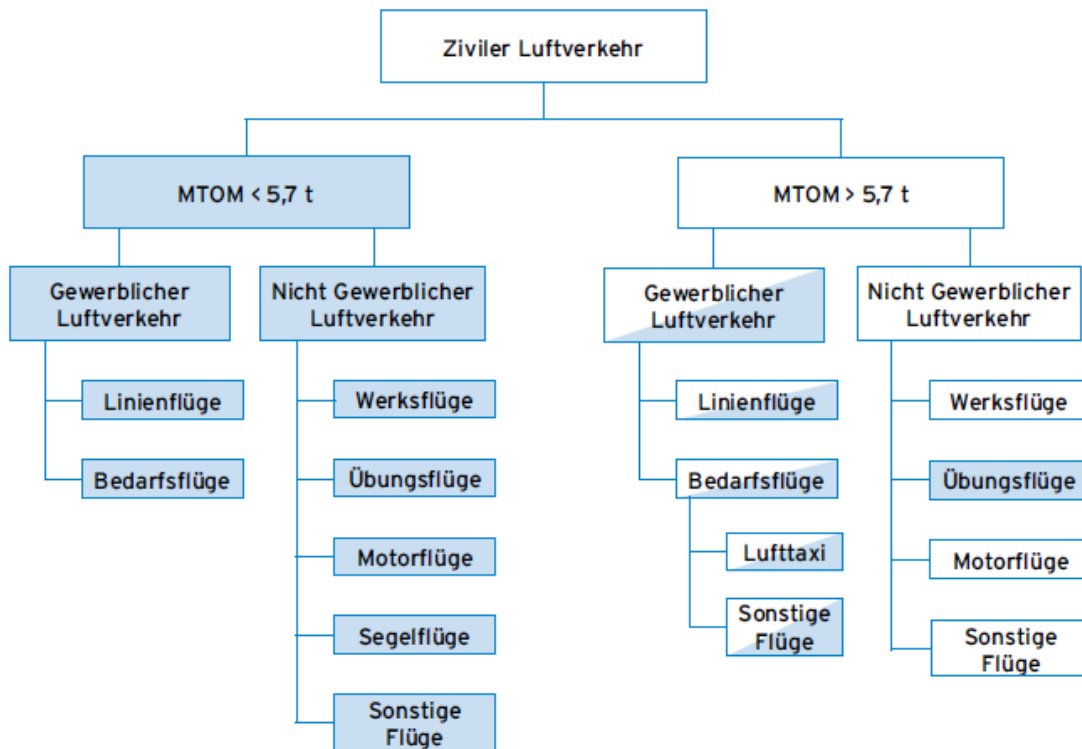 Ziviler Luftverkehr
MTOM < 5,7 t
MTOM > 5,7 t
Gewerblicher
Luftverkehr
Nicht Gewerblicher
Luftverkehr
Gewerblicher
Luftverkehr
Nicht Gewerblicher
Luftverkehr
Linienflüge
Bedarfsflüge
Werksflüge
Übungsflüge
Motorflüge
Segelflüge
Sonstige
Flüge
Linienflüge
Bedarfsflüge
Lufttaxi
Sonstige
Flüge
Werksflüge
Übungsflüge
Motorflüge
Sonstige
Flüge